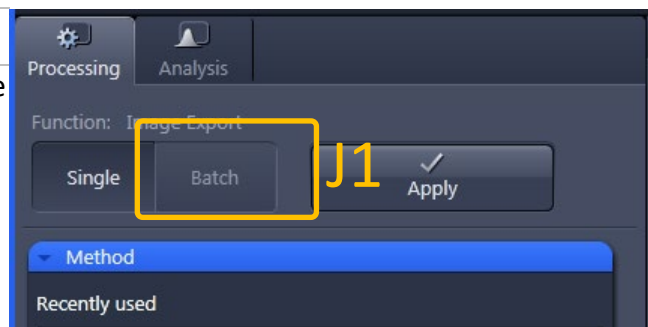 Processing Analysis
e
Function: Image Export
Single Batch J1 Apply
Method
Recently used